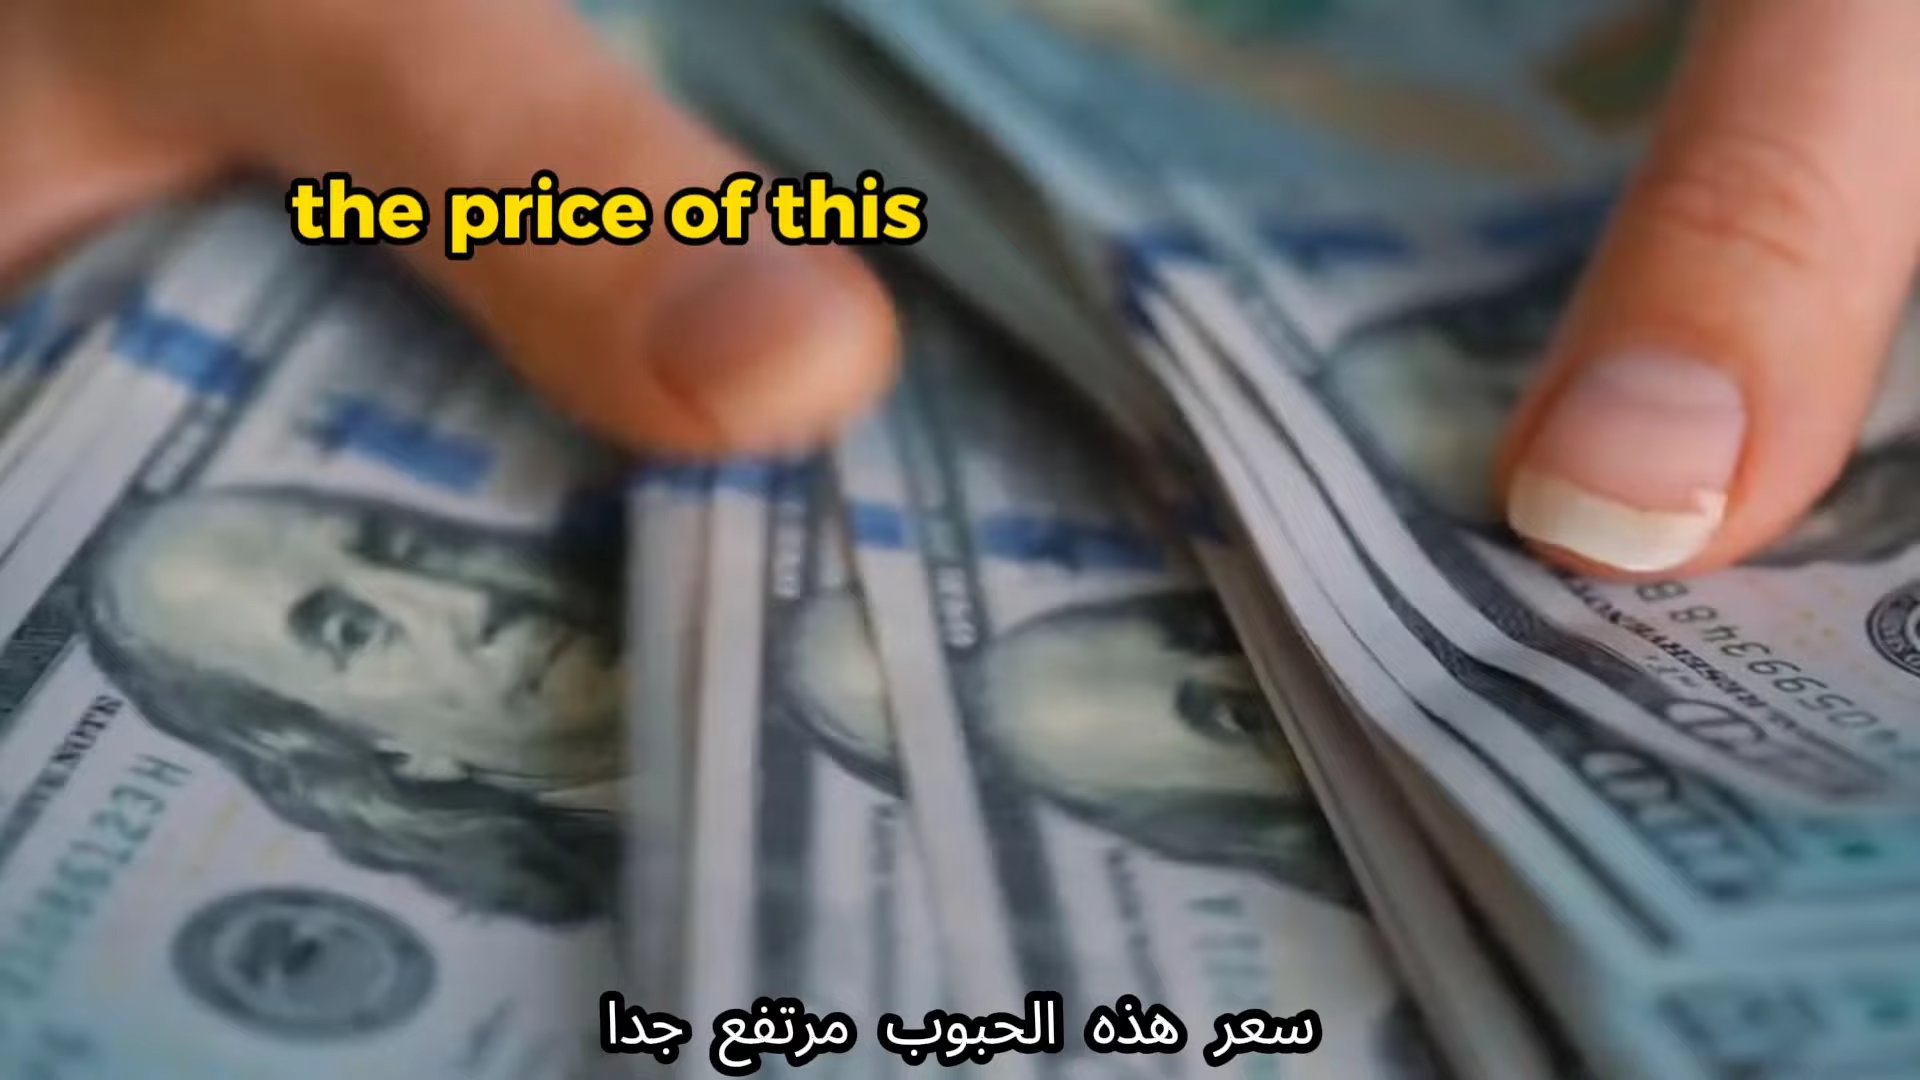 the price of this
سعر هذه الحبوب مرتفع جدا